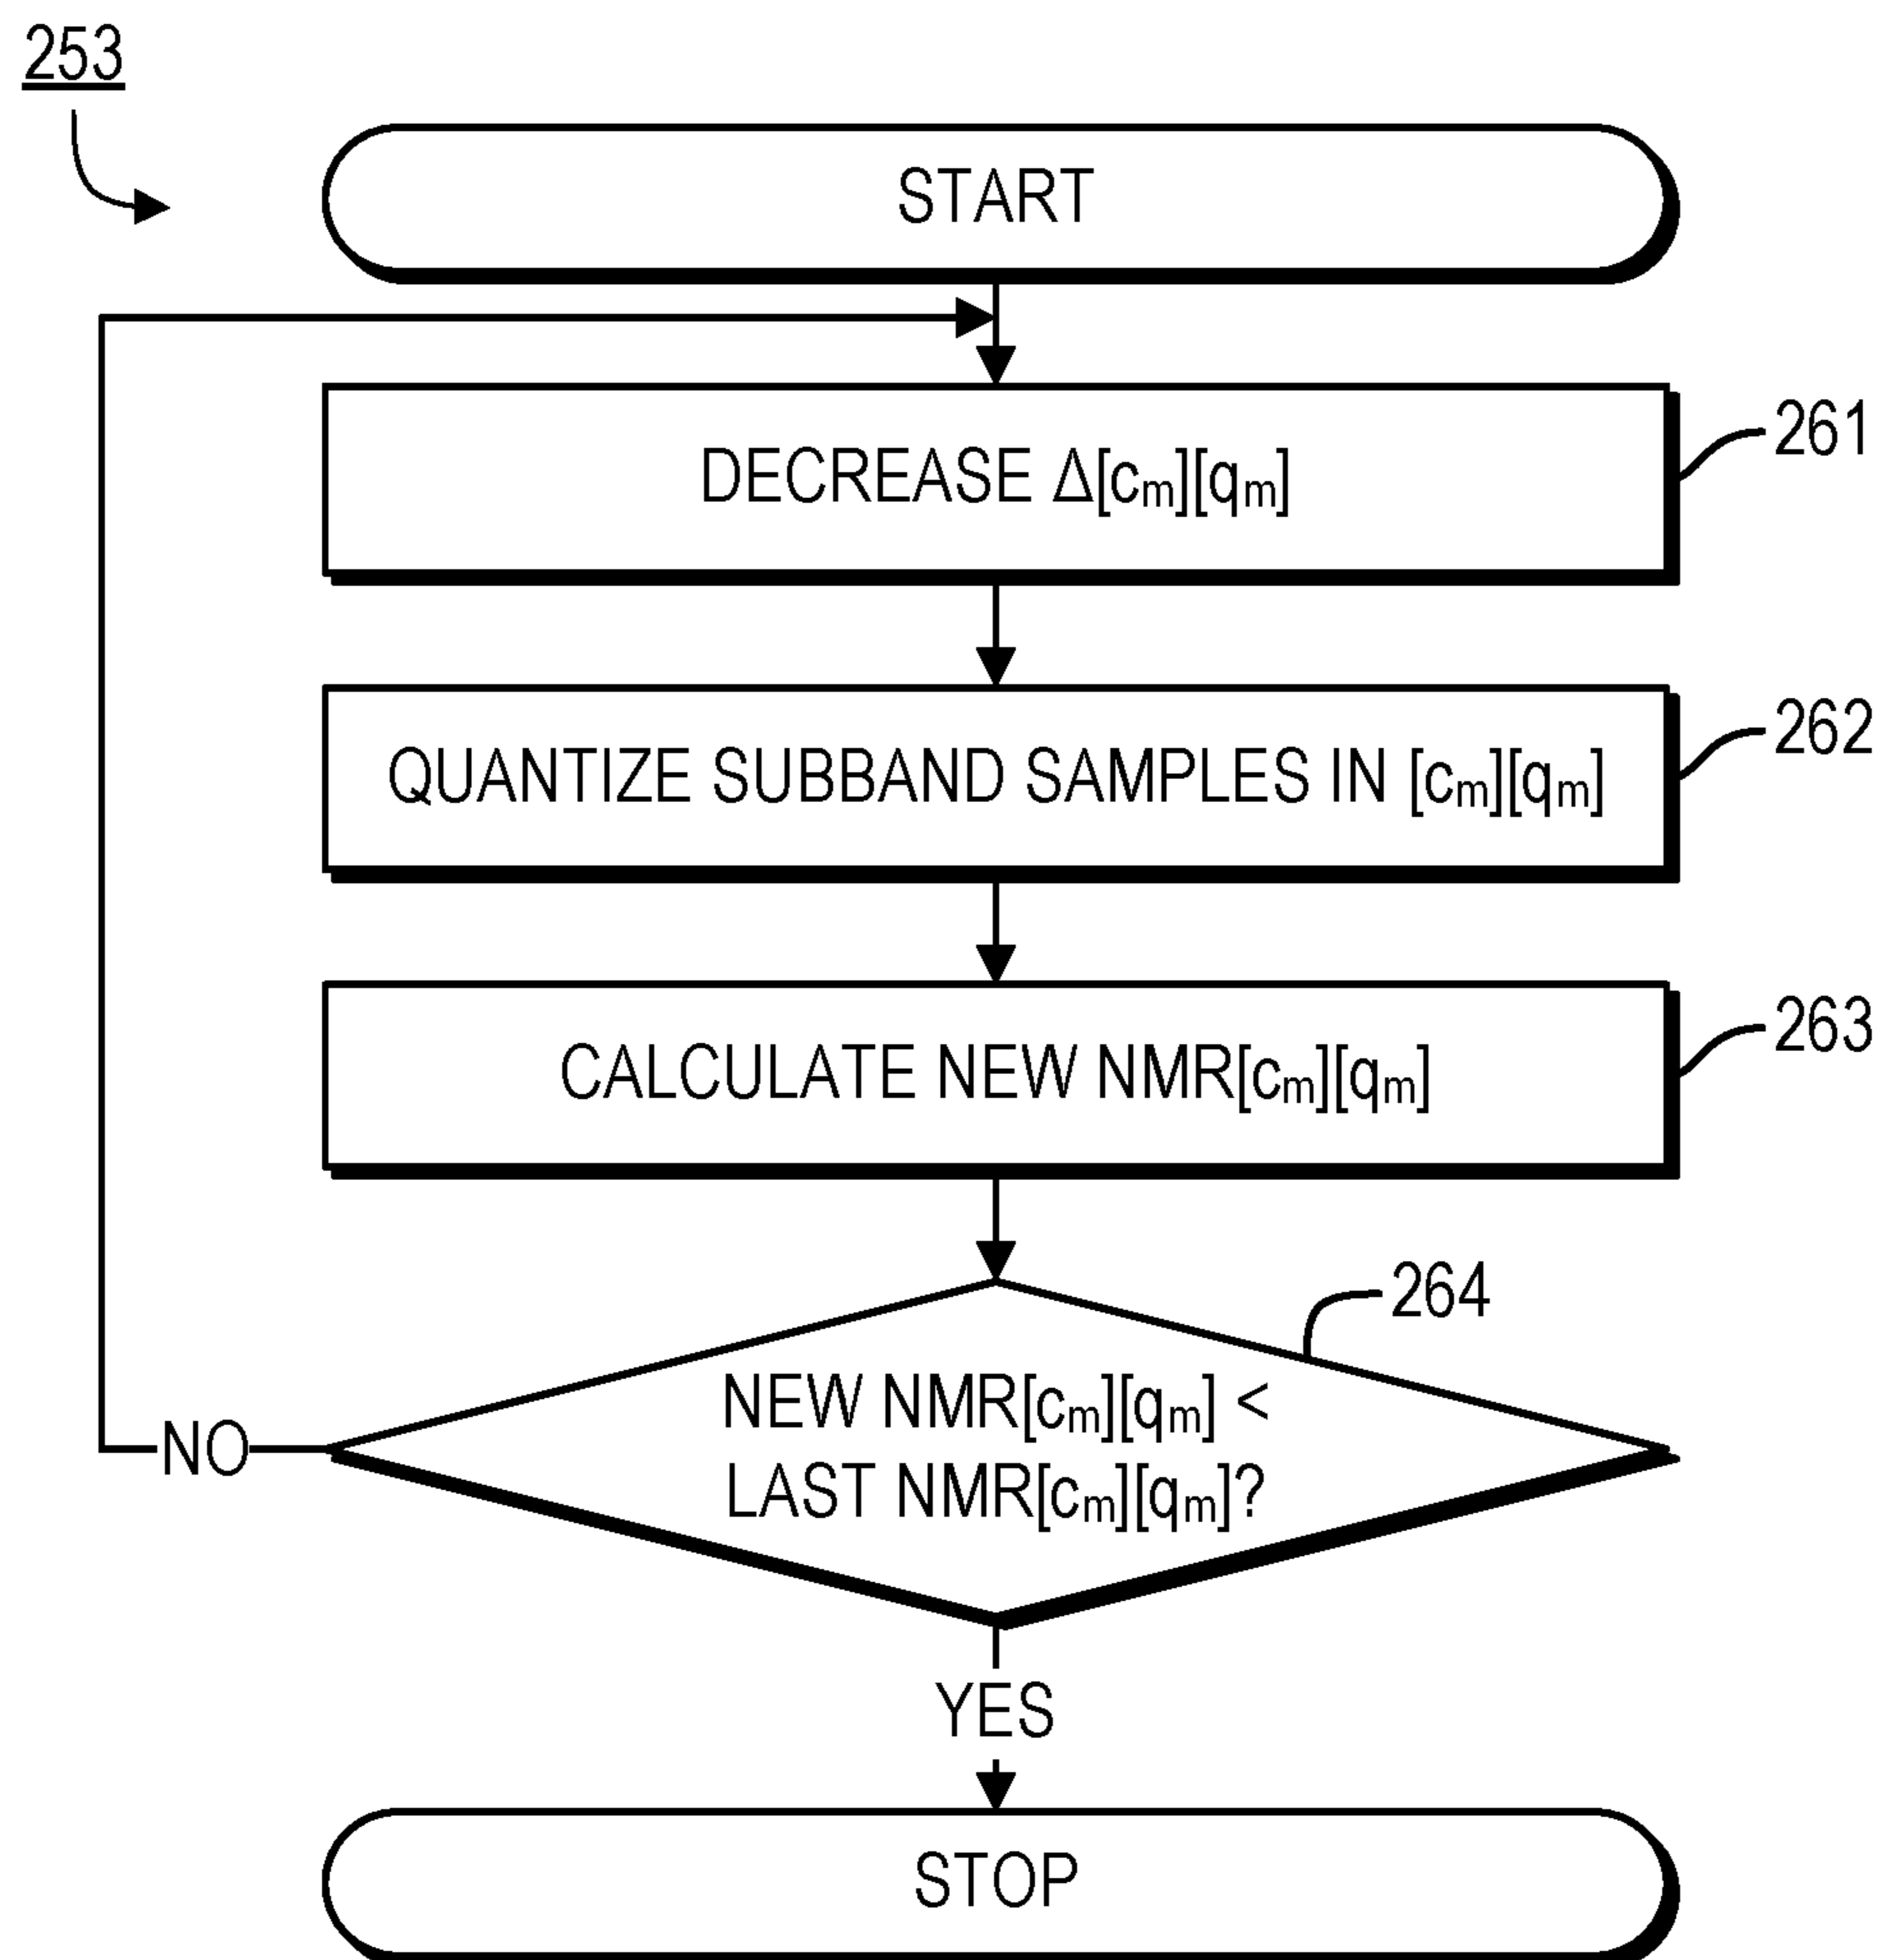 253
START
DECREASE Δ[cm][qm]
261
QUANTIZE SUBBAND SAMPLES IN [cm][qm]
262
CALCULATE NEW NMR[cm][qm]
263
264
NEW NMR[cm][qm] <
LAST NMR[cm][qm]?
NO
YES
STOP